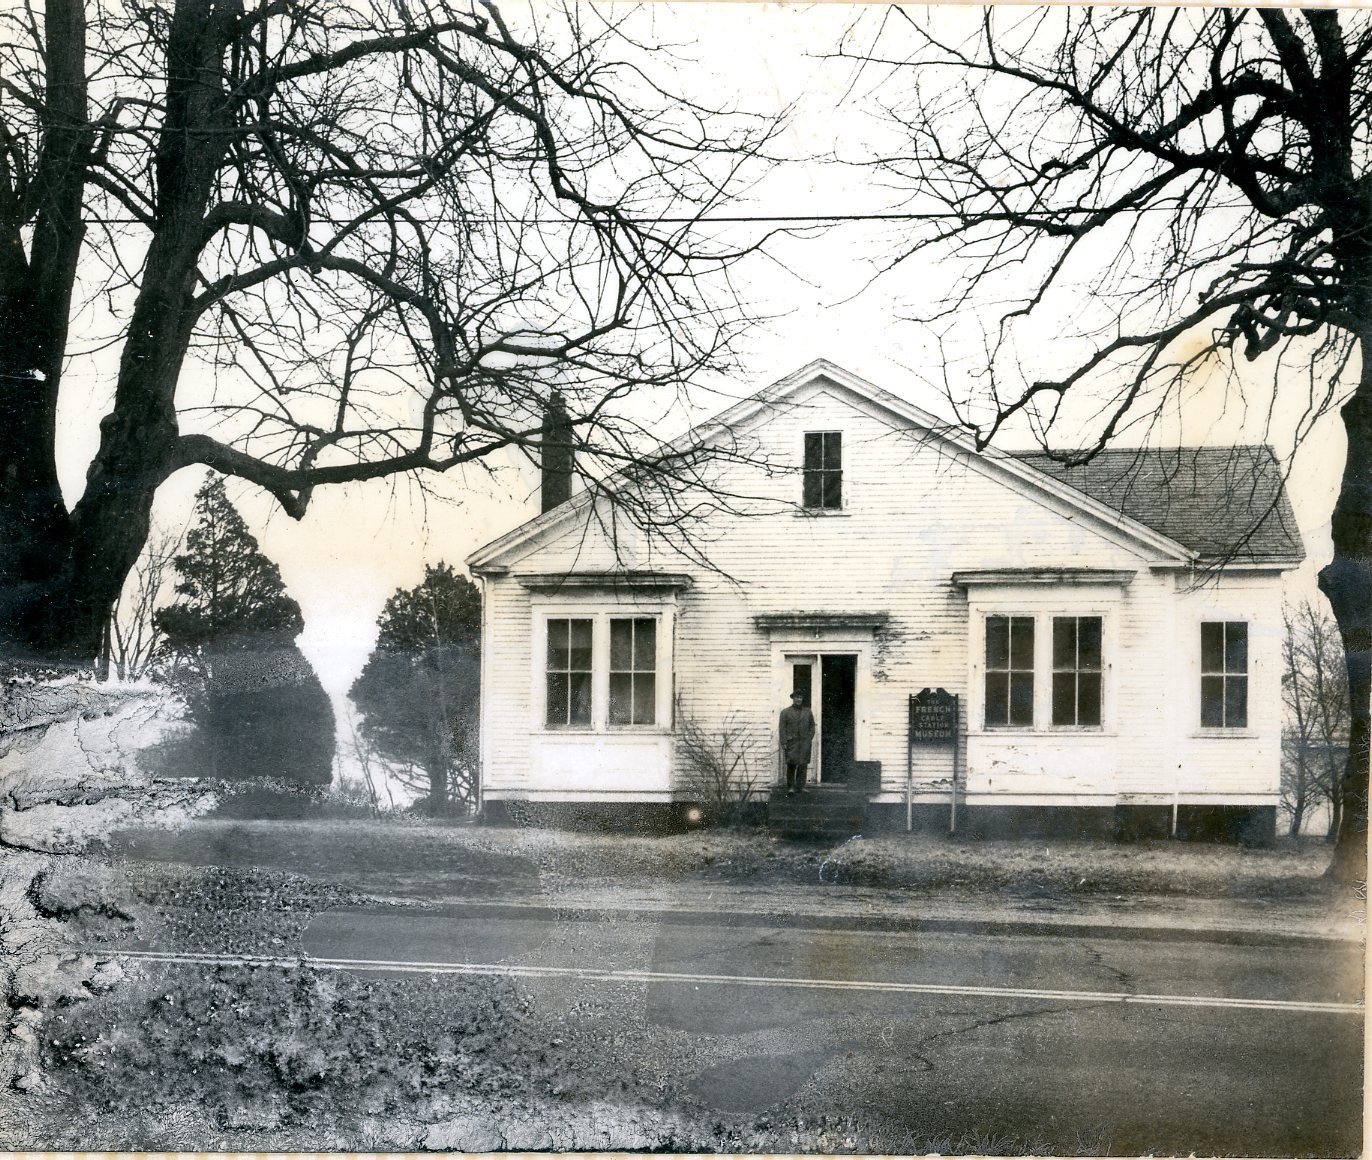 THE
FRENCH
CABLE
STATION
MUSEUM